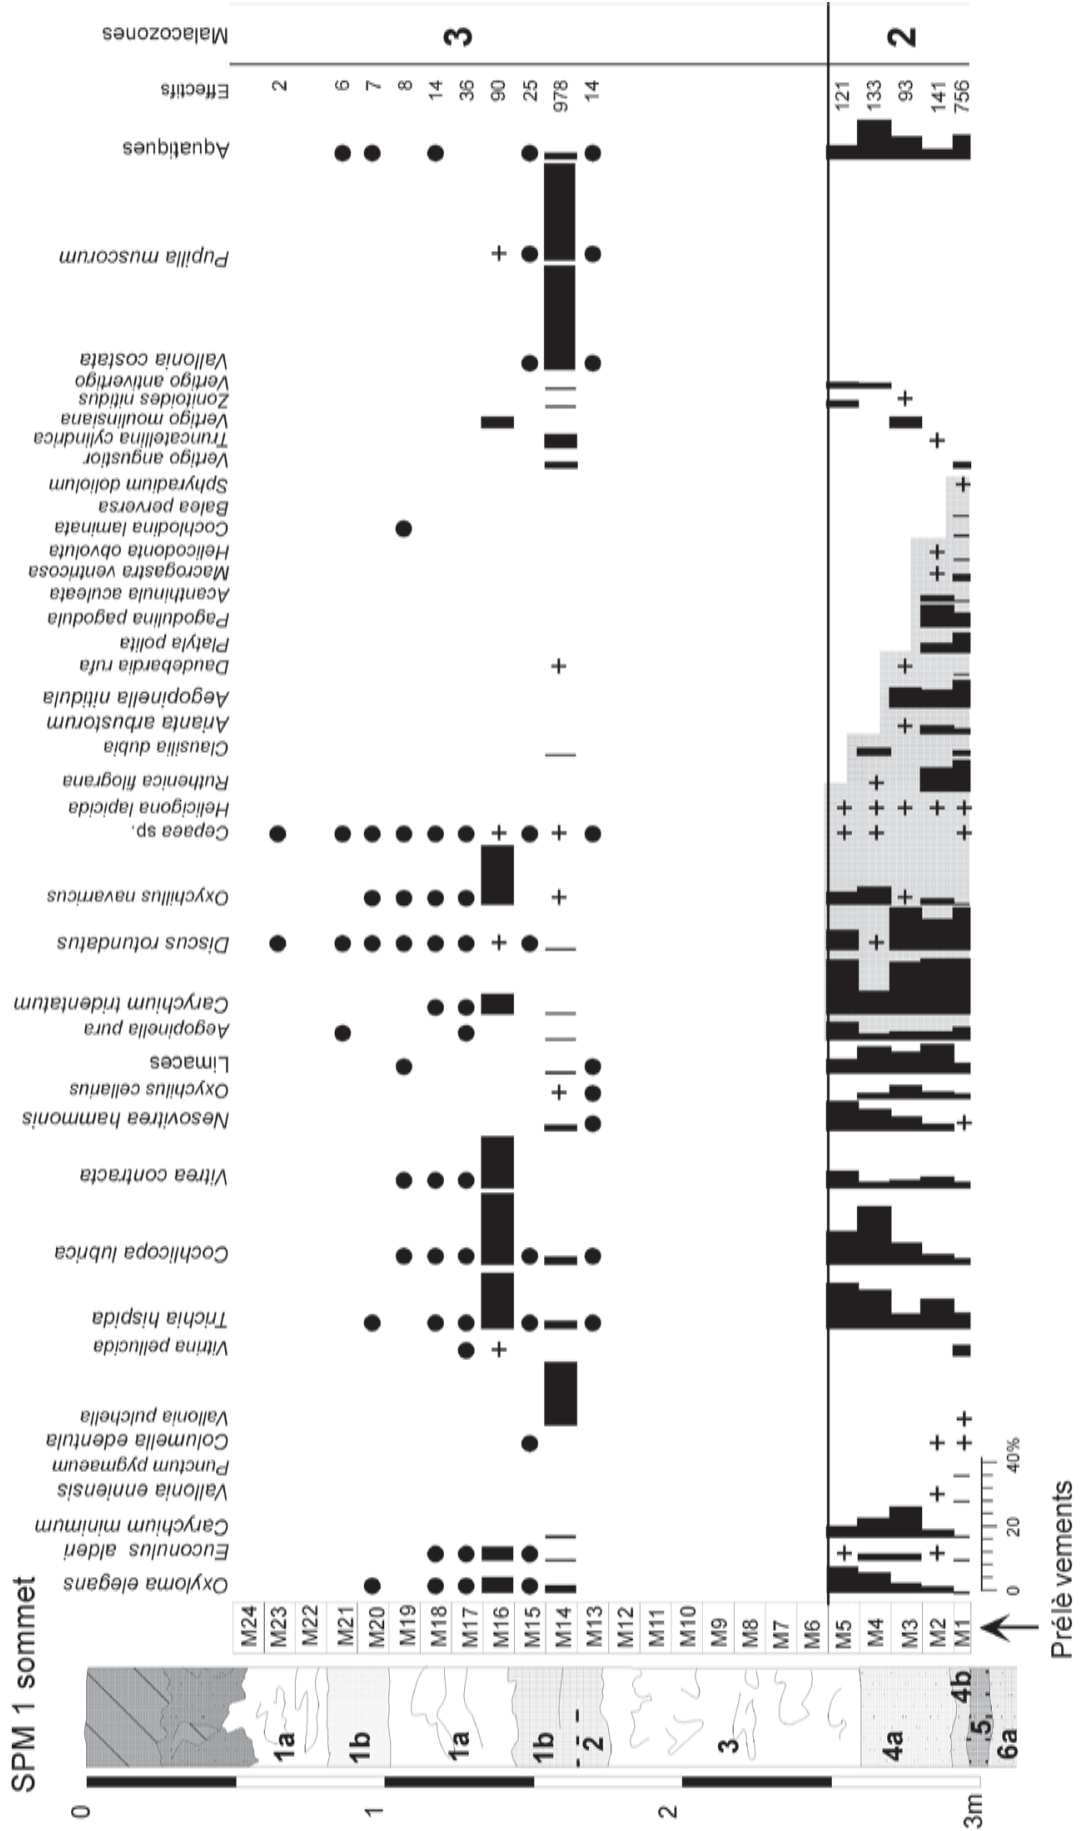 SPM 1 sommet
Oxyloma elegans
Euconulus alderi
Carychium minimum
Vallonia enniensis
Punctum pygmaeum
Columella edentula
Vallonia pulchella
Vitrina pellucida
Trichia hispida
Cochlicopa lubrica
Vitrea contracta
Nesovitrea hammonis
Oxychilus cellarius
Limaces
Aegopinella pura
Carychium tridentatum
Discus rotundatus
Oxychillus navarricus
Cepaea sp.
Helicigona lapicida
Ruthenica filograna
Clausilia dubia
Arianta arbustorum
Aegopinella nitidula
Daudebardia rufa
Platyla polita
Pagodulina pagodula
Acanthinula aculeata
Macrogastra ventricosa
Helicodonta obvoluta
Cochlodina laminata
Balea perversa
Sphyradium doliolum
Vertigo angustior
Truncatellina cylindrica
Vertigo moulinsiana
Zonitoides nitidus
Vertigo antivertigo
Vallonia costata
Pupilla muscorum
Aquatiques
Effectifs
Malacozones
0
1
2
3m
1a
1b
1a
1b
2
3
4a
4b
5
6a
M24
M23
M22
M21
M20
M19
M18
M17
M16
M15
M14
M13
M12
M11
M10
M9
M8
M7
M6
M5
M4
M3
M2
M1
2
6
7
8
14
36
90
25
978
14
121
133
93
141
756
3
2
0 20 40%
Prélèvements